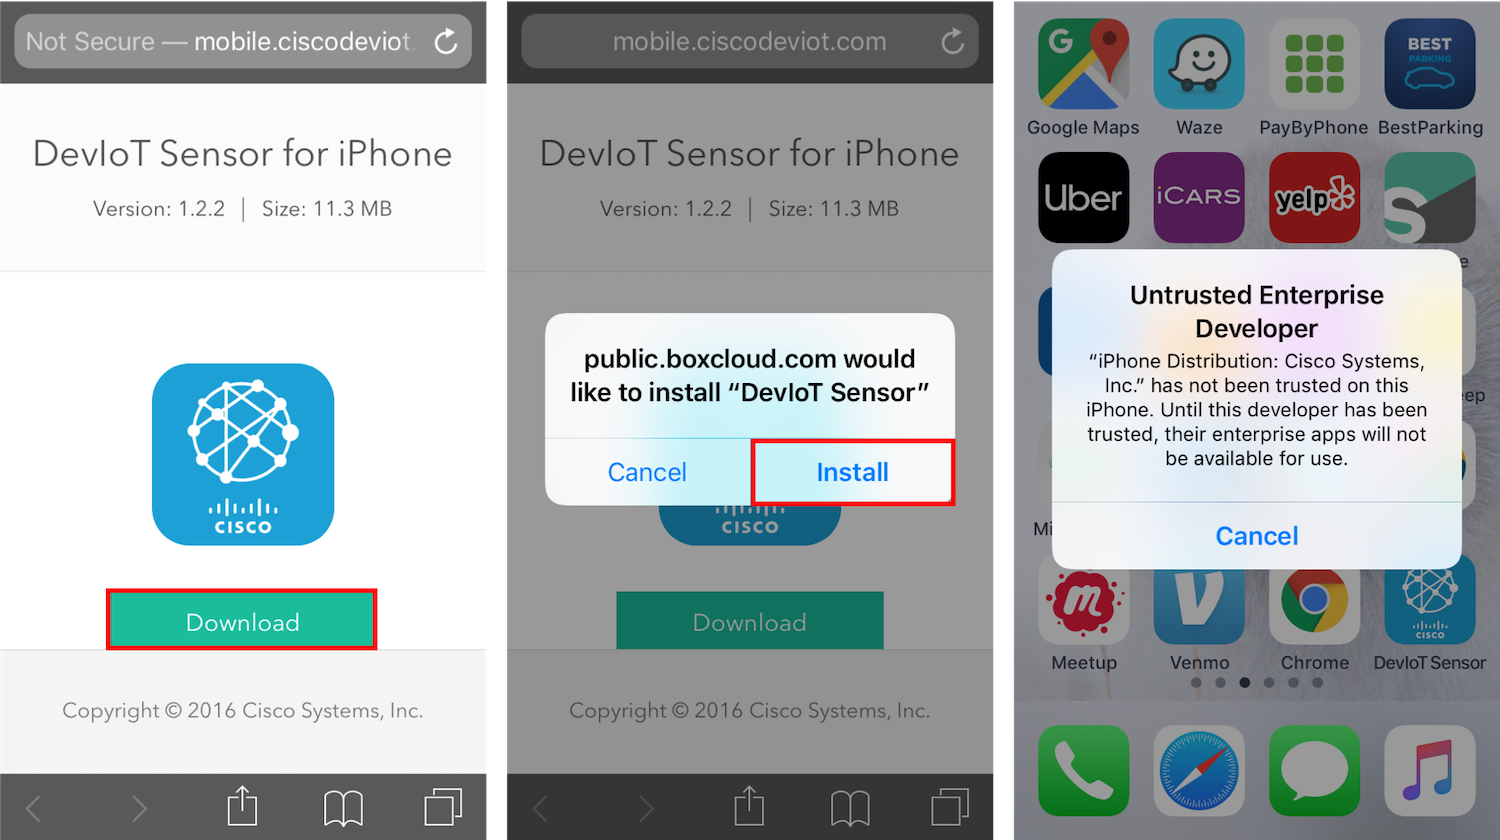 Not Secure — mobile.ciscodeviot.
DevIoT Sensor for iPhone
Version: 1.2.2 | Size: 11.3 MB
CISCO
Download
Copyright © 2016 Cisco Systems, Inc.
mobile.ciscodeviot.com
DevIoT Sensor for iPhone
Version: 1.2.2 | Size: 11.3 MB
public.boxcloud.com would
like to install “DevIoT Sensor”
Cancel
Install
CISCO
Download
Copyright © 2016 Cisco Systems, Inc.
G
BEST
PARKING
Google Maps
Waze
PayByPhone
BestParking
Uber
iCARS
yelp
S
e
Untrusted Enterprise
Developer
“iPhone Distribution: Cisco Systems,
Inc.” has not been trusted on this
iPhone. Until this developer has been
trusted, their enterprise apps will not
be available for use.
eep
Mi
Cancel
m
V
CISCO
Meetup
Venmo
Chrome
DevIoT Sensor